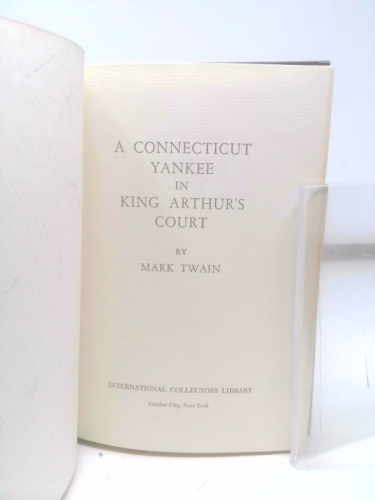 A CONNECTICUT
YANKEE
IN
KING ARTHUR'S
COURT
BY
MARK TWAIN
INTERNATIONAL COLLECTORS LIBRARY
Garden City, New York